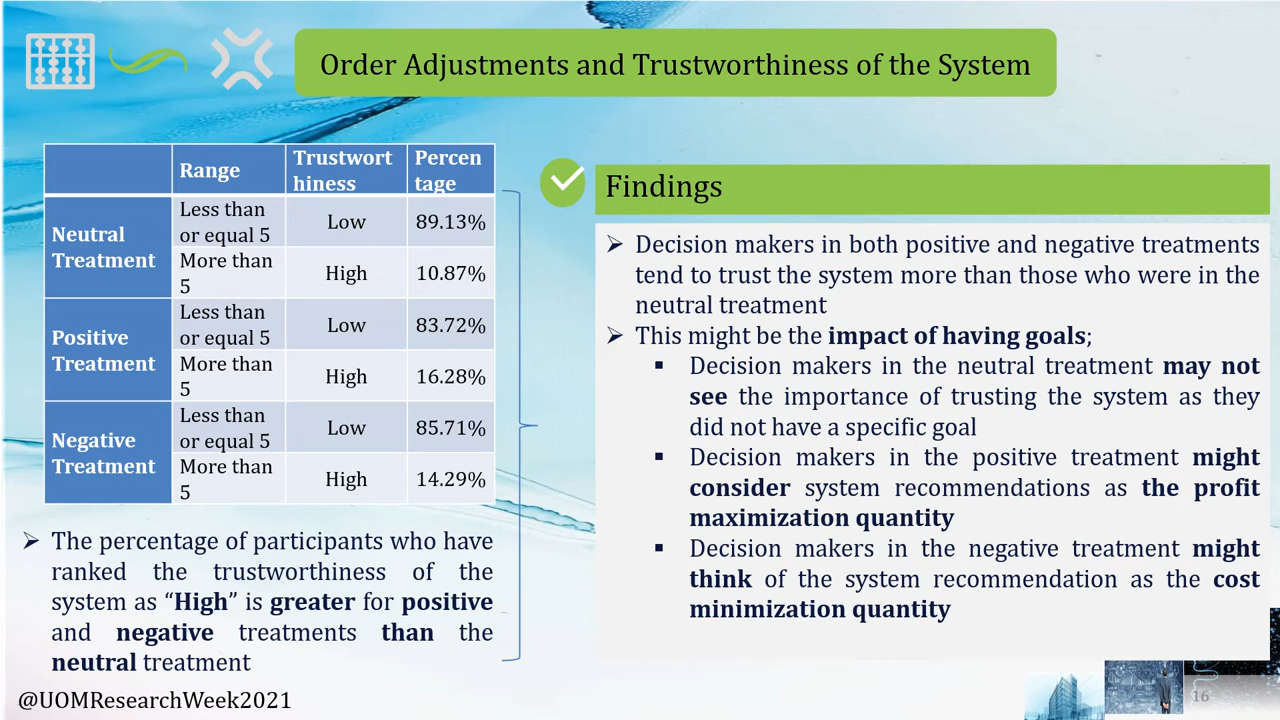 Order Adjustments and Trustworthiness of the System
Range
Trustwort
hiness
Percen
tage
Neutral
Treatment
Less than
or equal 5
Low
89.13%
More than
5
High
10.87%
Positive
Treatment
Less than
or equal 5
Low
83.72%
More than
5
High
16.28%
Negative
Treatment
Less than
or equal 5
Low
85.71%
More than
5
High
14.29%
➢ The percentage of participants who have
ranked the trustworthiness of the
system as “High” is greater for positive
and negative treatments than the
neutral treatment
Findings
➢ Decision makers in both positive and negative treatments
tend to trust the system more than those who were in the
neutral treatment
➢ This might be the impact of having goals;
▪ Decision makers in the neutral treatment may not
see the importance of trusting the system as they
did not have a specific goal
▪ Decision makers in the positive treatment might
consider system recommendations as the profit
maximization quantity
▪ Decision makers in the negative treatment might
think of the system recommendation as the cost
minimization quantity
@UOMResearchWeek2021
16